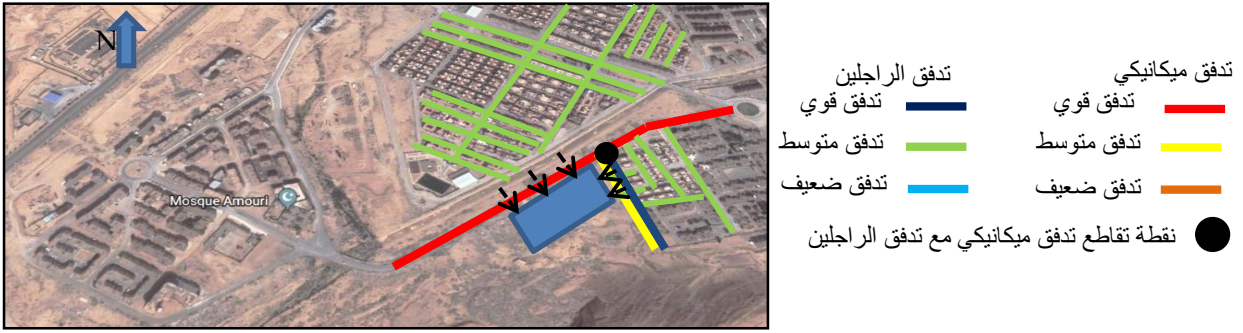 N
Mosque Amouri
تدفق ميكانيكي
تدفق الراجلين
تدفق قوي
تدفق قوي
تدفق متوسط
تدفق متوسط
تدفق ضعيف
تدفق ضعيف
نقطة تقاطع تدفق ميكانيكي مع تدفق الراجلين